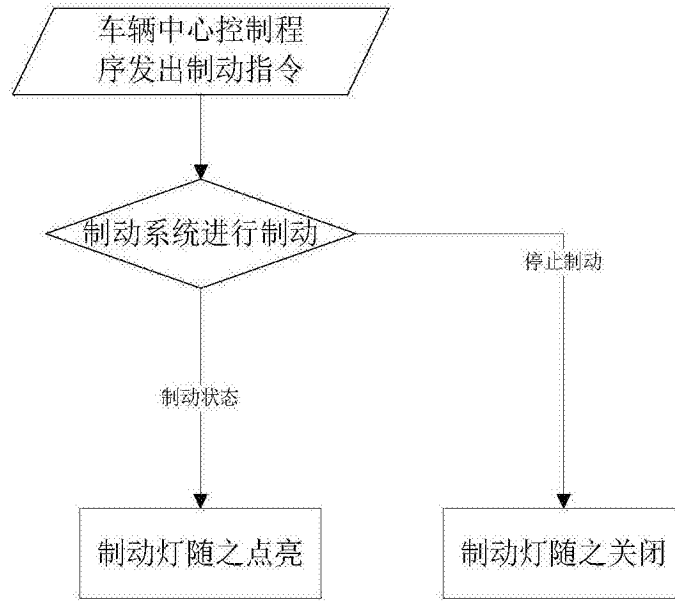 车辆中心控制程
序发出制动指令
制动系统进行制动
停止制动
制动状态
制动灯随之点亮
制动灯随之关闭